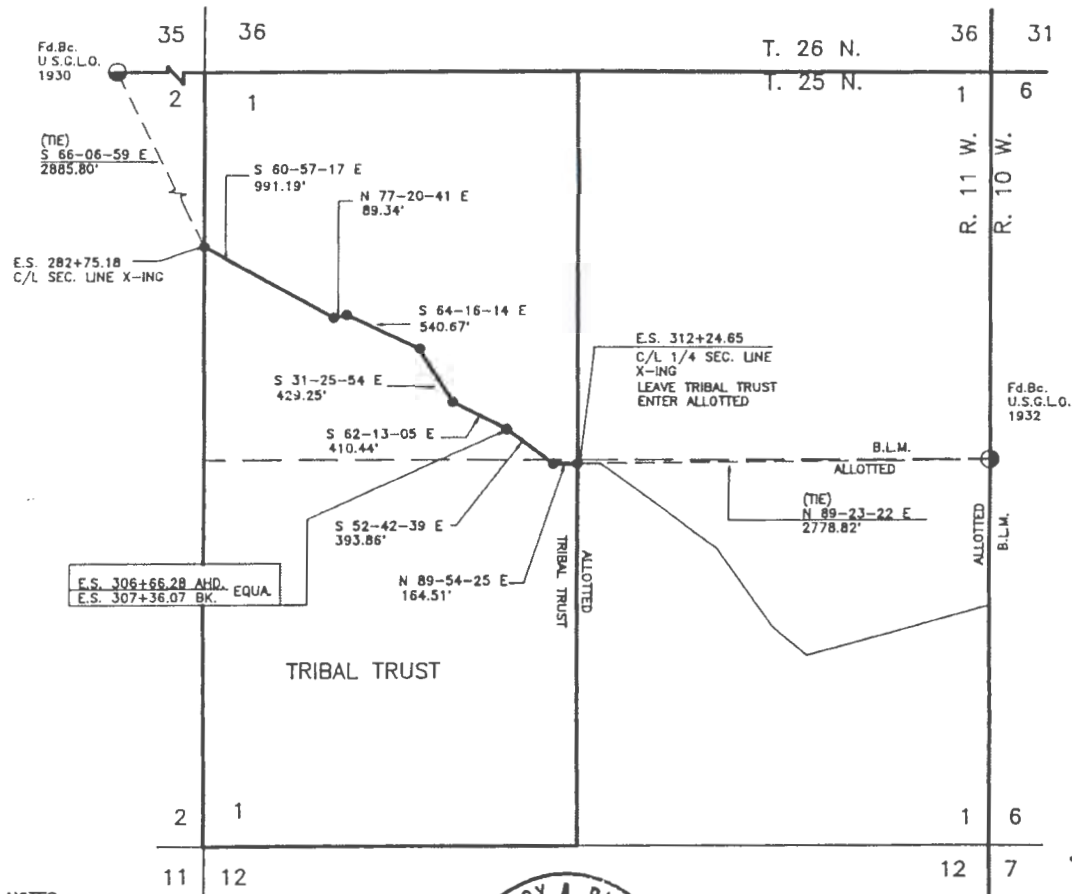 35
36
36
31
Fd.Bc.
U.S.G.L.O.
1930
T. 26 N.
T. 25 N.
2
1
1
6
R. 11 W.
R. 10 W.
(TIE)
S 66-06-59 E
2885.80'
S 60-57-17 E
991.19'
N 77-20-41 E
89.34'
E.S. 282+75.18
C/L SEC. LINE X-ING
S 64-16-14 E
540.67'
E.S. 312+24.65
C/L 1/4 SEC. LINE
X-ING
LEAVE TRIBAL TRUST
ENTER ALLOTTED
S 31-25-54 E
429.25'
Fd.Bc.
U.S.G.L.O.
1932
S 62-13-05 E
410.44'
B.L.M.
ALLOTTED
(TIE)
N 89-23-22 E
2778.82'
S 52-42-39 E
393.86'
ALLOTTED
B.L.M.
N 89-54-25 E
164.51'
TRIBAL TRUST
ALLOTTED
E.S. 306+66.28 AHD.
E.S. 307+36.07 BK.
EQUA.
TRIBAL TRUST
2
1
1
6
11
12
12
7